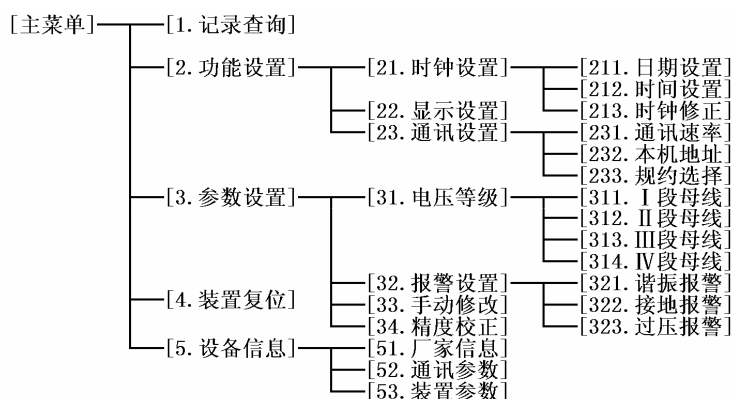 [主菜单] [1.记录查询]
[2.功能设置] [21.时钟设置] [211.日期设置]
[212.时间设置]
[22.显示设置] [213.时钟修正]
[23.通讯设置] [231.通讯速率]
[232.本机地址]
[233.规约选择]
[3.参数设置] [31.电压等级] [311.Ⅰ段母线]
[312.Ⅱ段母线]
[313.Ⅲ段母线]
[314.Ⅳ段母线]
[32.报警设置] [321.谐振报警]
[4.装置复位] [33.手动修改] [322.接地报警]
[34.精度校正] [323.过压报警]
[5.设备信息] [51.厂家信息]
[52.通讯参数]
[53.装置参数]